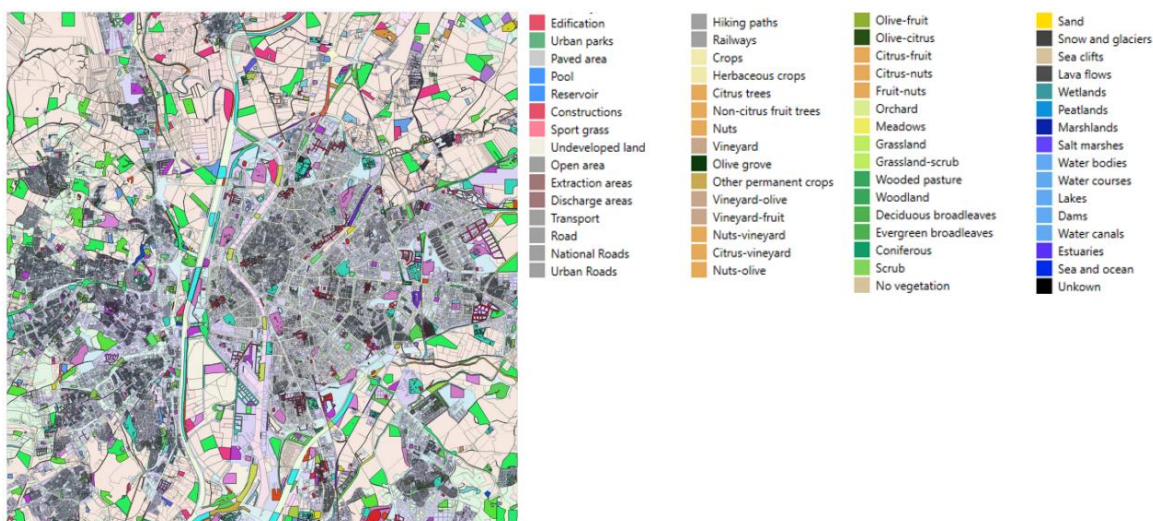 Edification
Urban parks
Paved area
Pool
Reservoir
Constructions
Sport grass
Undeveloped land
Open area
Extraction areas
Discharge areas
Transport
Road
National Roads
Urban Roads
Hiking paths
Railways
Crops
Herbaceous crops
Citrus trees
Non-citrus fruit trees
Nuts
Vineyard
Olive grove
Other permanent crops
Vineyard-olive
Vineyard-fruit
Nuts-vineyard
Citrus-vineyard
Nuts-olive
Olive-fruit
Olive-citrus
Citrus-fruit
Citrus-nuts
Fruit-nuts
Orchard
Meadows
Grassland
Grassland-scrub
Wooded pasture
Woodland
Deciduous broadleaves
Evergreen broadleaves
Coniferous
Scrub
No vegetation
Sand
Snow and glaciers
Sea clifts
Lava flows
Wetlands
Peatlands
Marshlands
Salt marshes
Water bodies
Water courses
Lakes
Dams
Water canals
Estuaries
Sea and ocean
Unkown